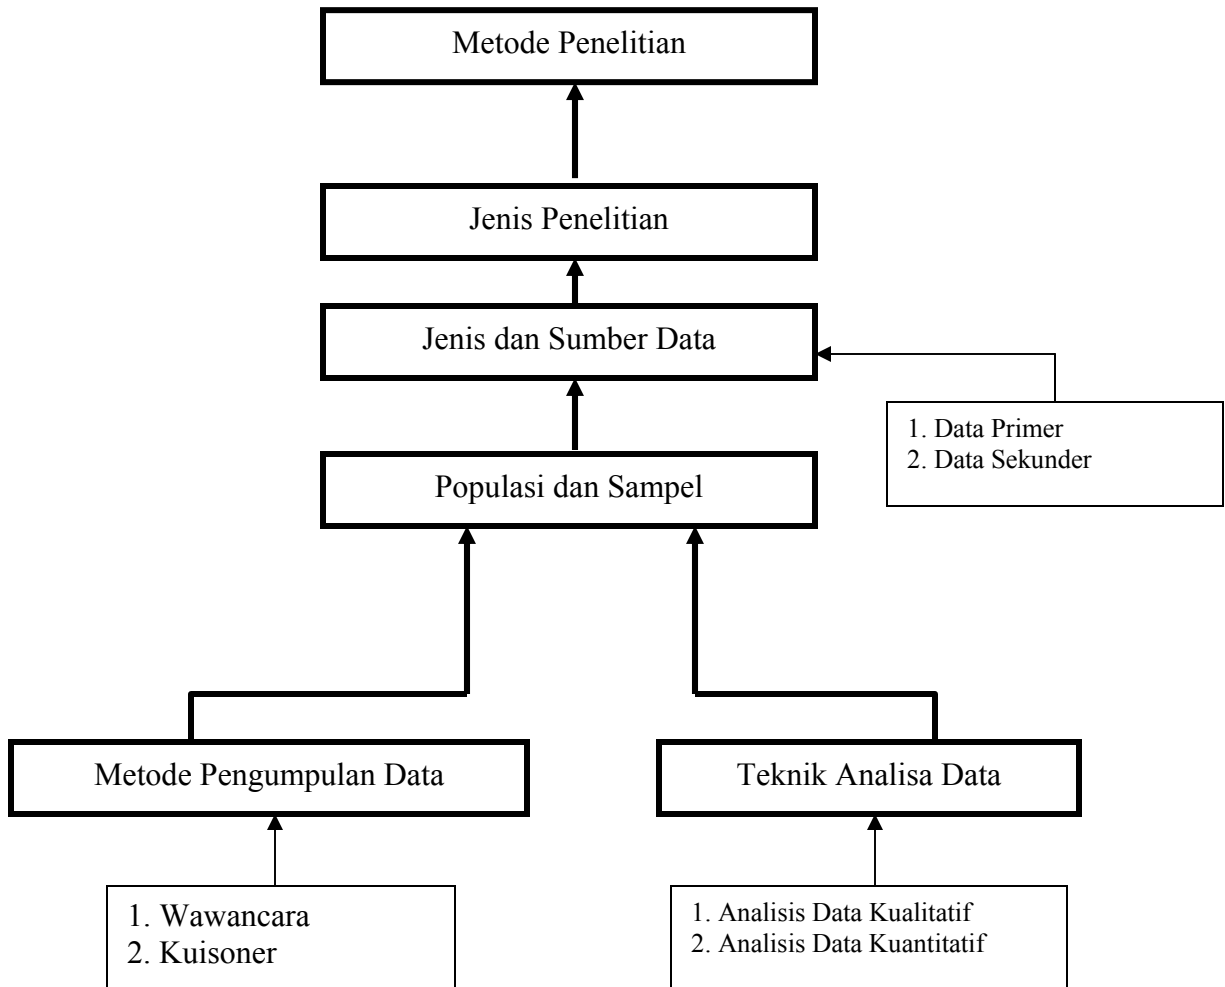 Metode Penelitian
Jenis Penelitian
Jenis dan Sumber Data
1. Data Primer
2. Data Sekunder
Populasi dan Sampel
Metode Pengumpulan Data
Teknik Analisa Data
1. Wawancara
2. Kuisoner
1. Analisis Data Kualitatif
2. Analisis Data Kuantitatif